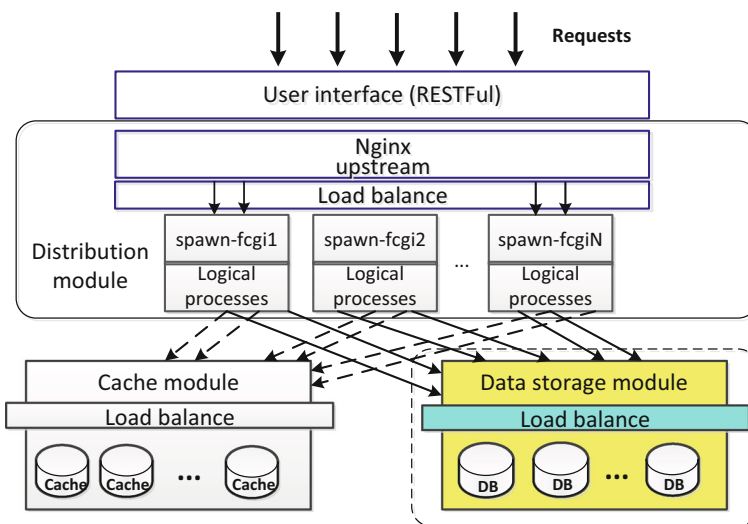 Requests
User interface (RESTFul)
Nginx
upstream
Load balance
spawn-fcgi1
spawn-fcgi2
spawn-fcgiN
...
Distribution
module
Logical
processes
Logical
processes
Logical
processes
Cache module
Load balance
Cache
Cache
...
Cache
Data storage module
Load balance
DB
DB
...
DB